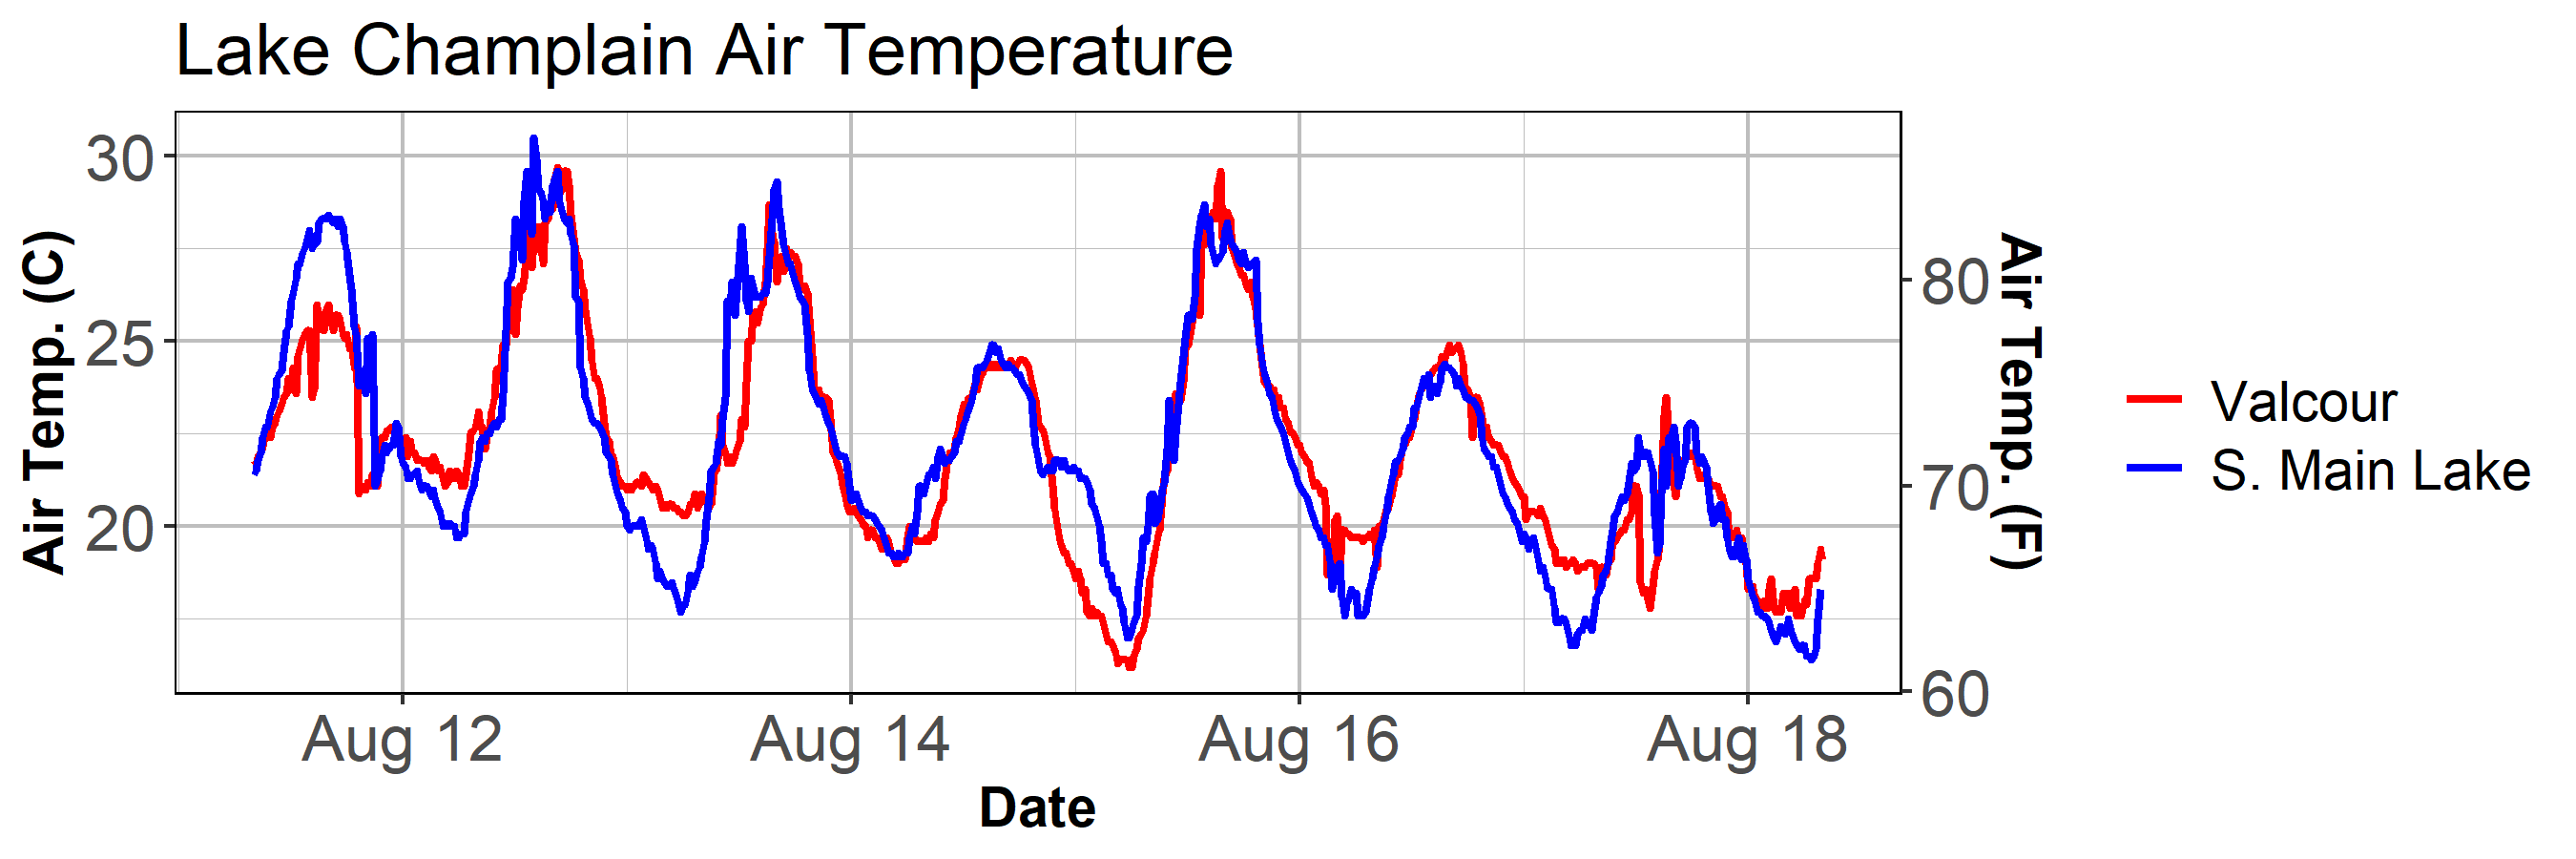 Lake Champlain Air Temperature
Air Temp. (C)
30
25
20
80
70
60
Air Temp. (F)
Aug 12 Aug 14 Aug 16 Aug 18
Date
Valcour
S. Main Lake